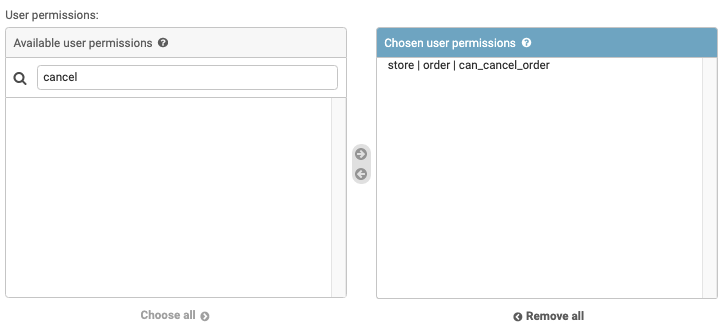 User permissions:
Available user permissions
Chosen user permissions
cancel
store | order | can_cancel_order
Choose all
Remove all